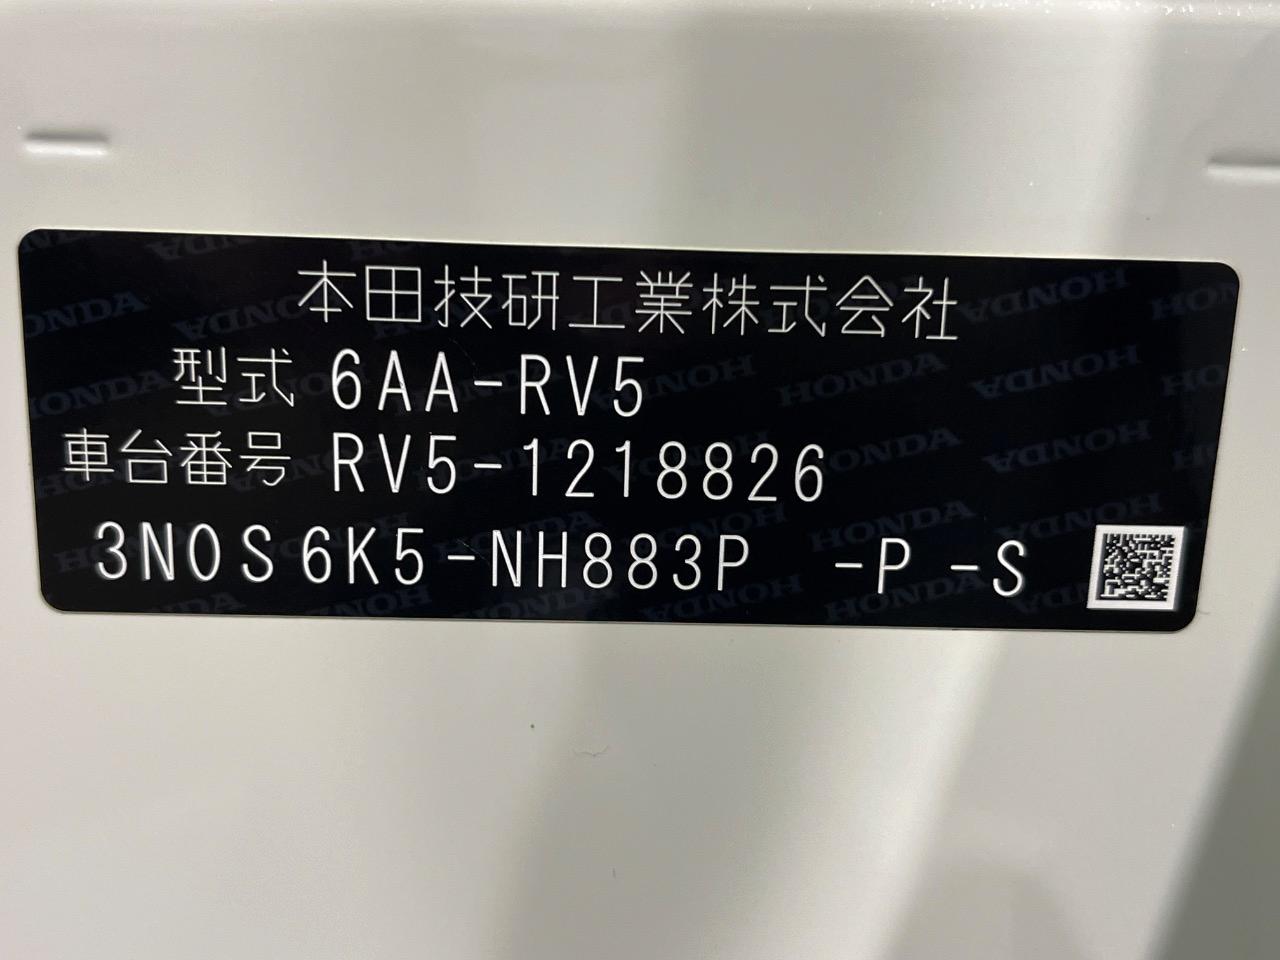 本田技研工業株式会社
型式 6AA-RV5
車台番号 RV5-1218826
3N0S6K5-NH883P -P -S